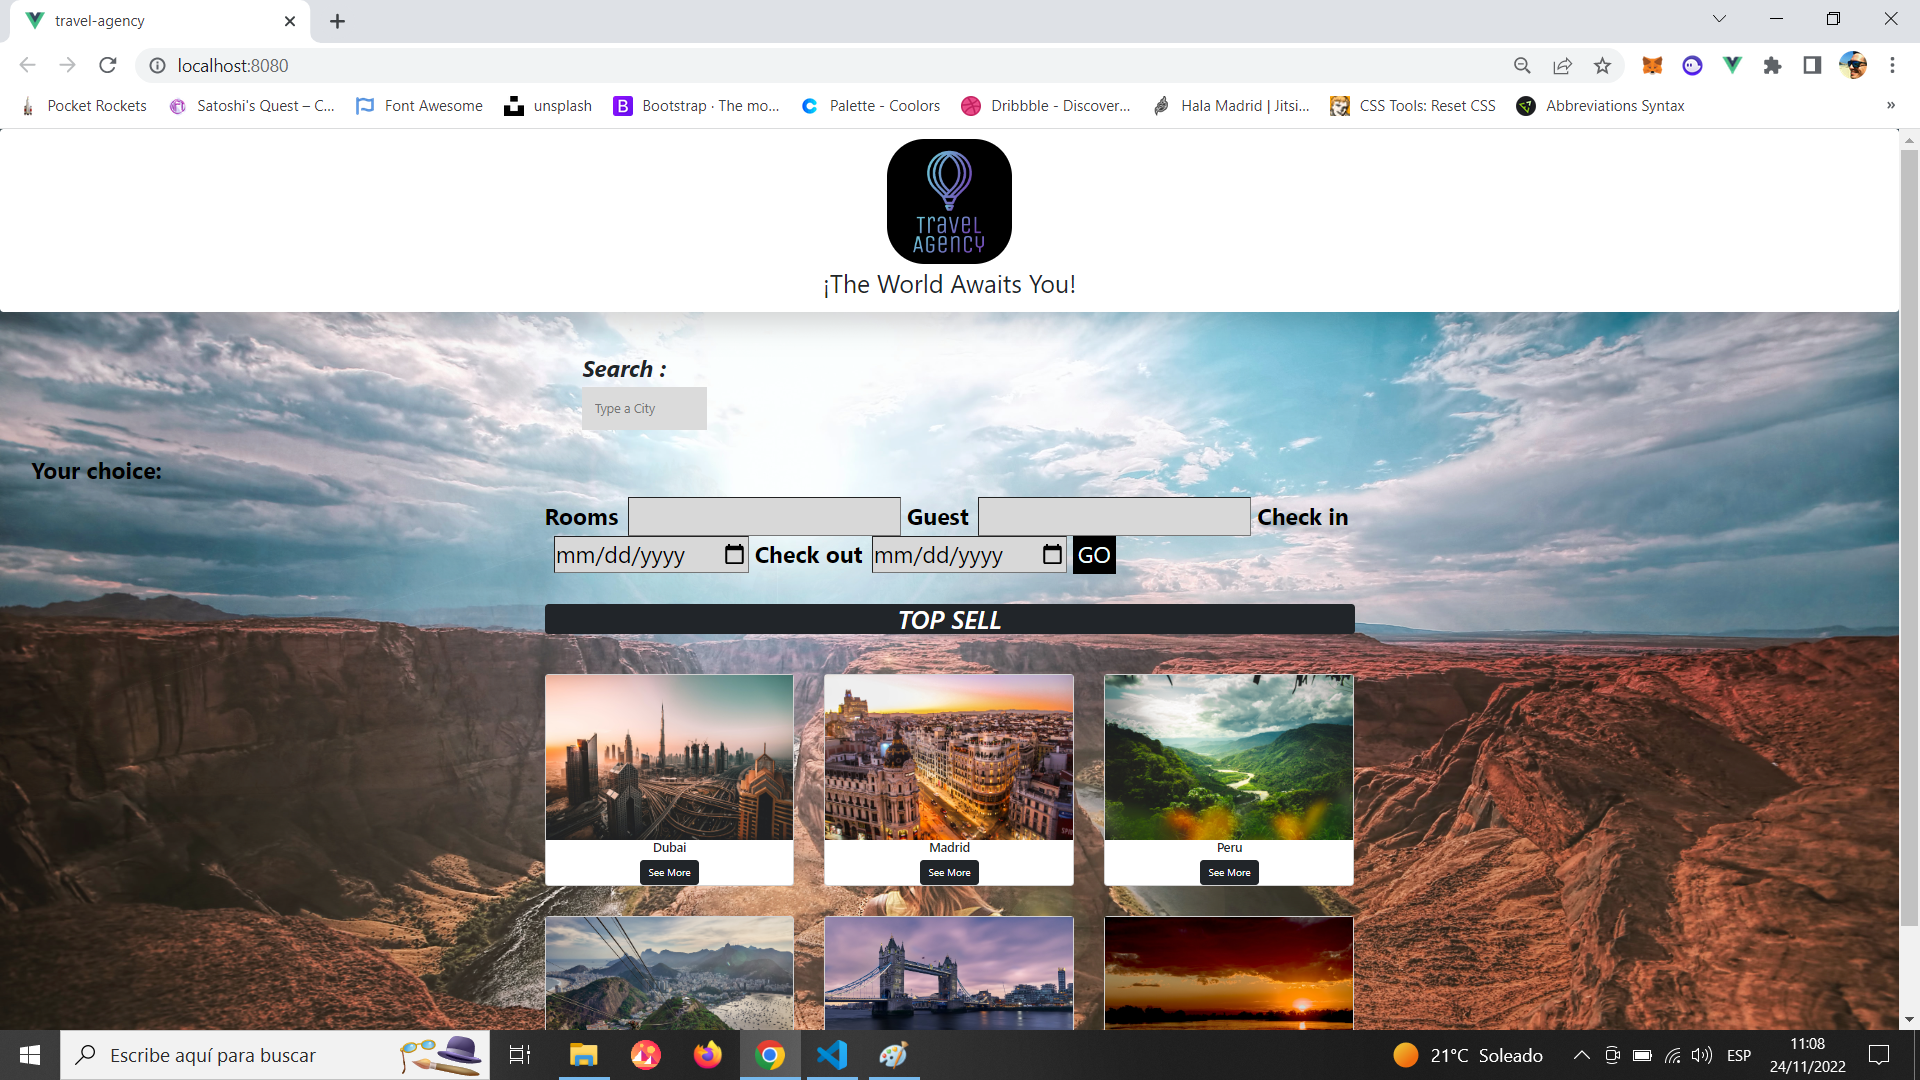 travel-agency
localhost:8080
Pocket Rockets
Satoshi's Quest – C...
Font Awesome
unsplash
Bootstrap · The mo...
Palette - Coolors
Dribbble - Discover...
Hala Madrid | Jitsi...
CSS Tools: Reset CSS
Abbreviations Syntax
»
Travel
Agency
¡The World Awaits You!
Search :
Type a City
Your choice:
Rooms Guest Check in
mm/dd/yyyy Check out mm/dd/yyyy GO
TOP SELL
Dubai
Madrid
Peru
See More
See More
See More
Escribe aquí para buscar
21°C Soleado
ESP
11:08
24/11/2022